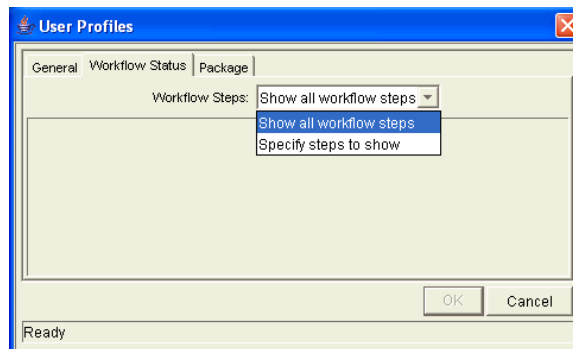 User Profiles
General Workflow Status Package
Workflow Steps: Show all workflow steps
Show all workflow steps
Specify steps to show
OK Cancel
Ready